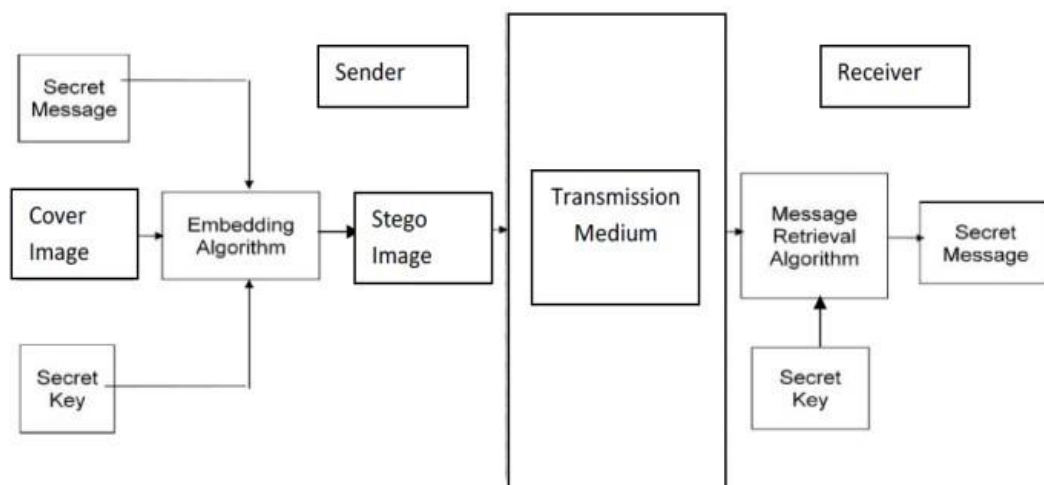 Secret
Message
Sender
Receiver
Cover
Image
Embedding
Algorithm
Stego
Image
Transmission
Medium
Message
Retrieval
Algorithm
Secret
Message
Secret
Key
Secret
Key